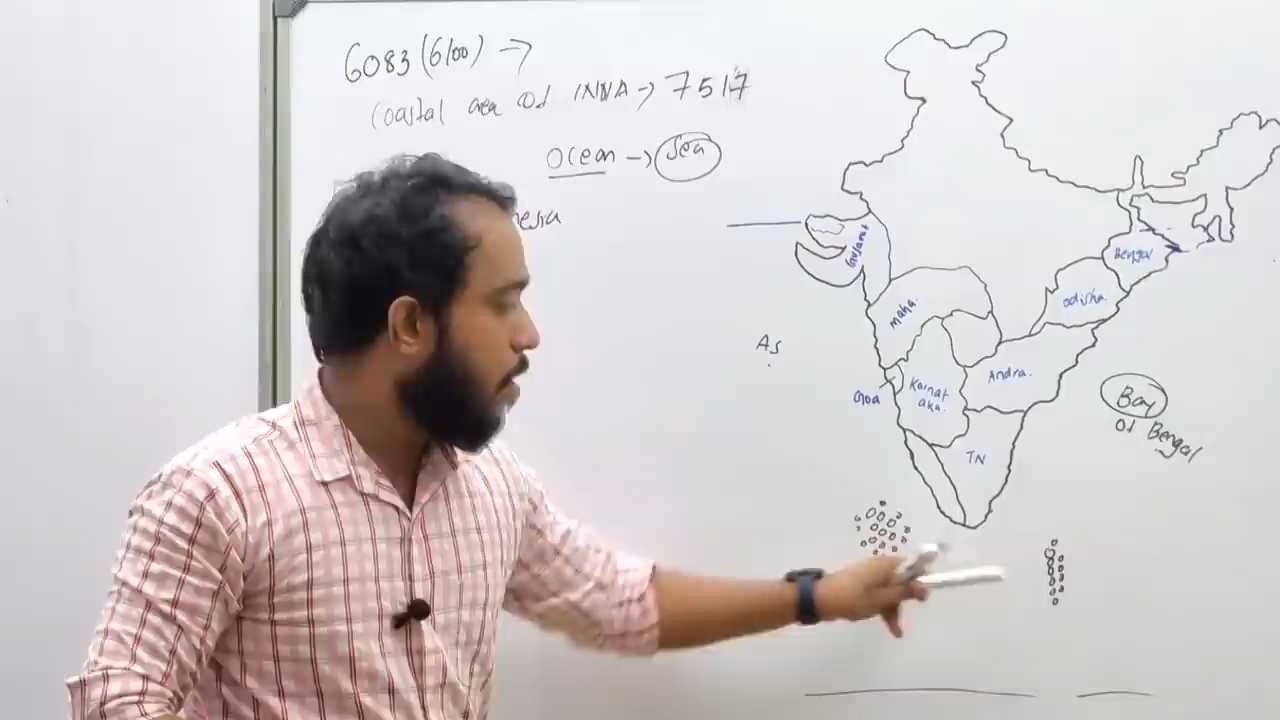 6083 (6100) →
Coastal area of INDIA → 7517
Ocean → Sea
nesia
Gujarat
Bengal
Odisha.
Maha.
As
Andra.
Karnat
aka.
Goa
Bay
of Bengal
TN